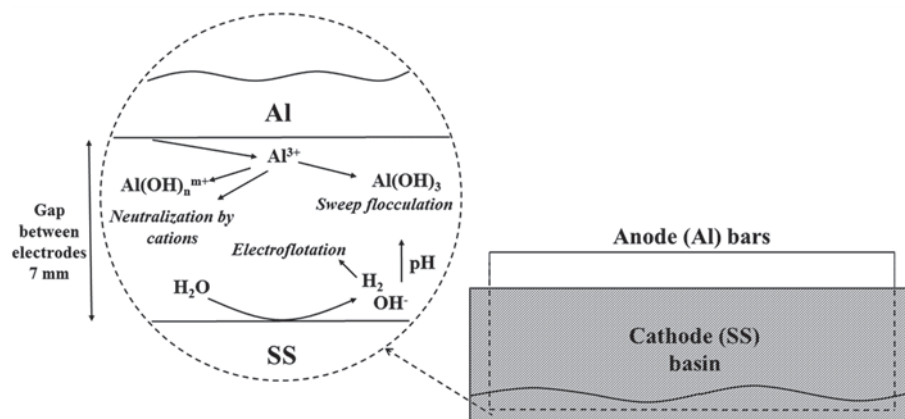 Al
Al³⁺
Al(OH)ₙᵐ⁺
Al(OH)₃
Sweep flocculation
Neutralization by
cations
Gap
between
electrodes
7 mm
Electroflotation
pH
H₂O
H₂
OH⁻
SS
Anode (Al) bars
Cathode (SS)
basin